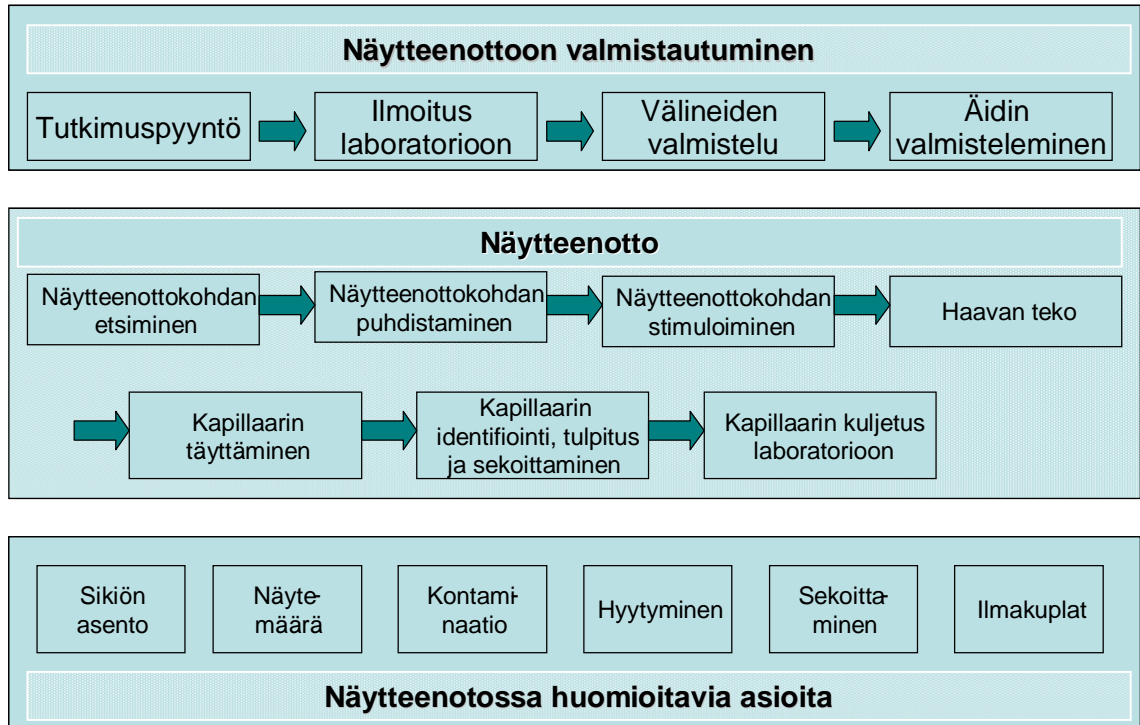 Näytteenottoon valmistautuminen
Tutkimuspyyntö
Ilmoitus
laboratorioon
Välineiden
valmistelu
Äidin
valmisteleminen
Näytteenotto
Näytteenottokohdan
etsiminen
Näytteenottokohdan
puhdistaminen
Näytteenottokohdan
stimuloiminen
Haavan teko
Kapillaarin
täyttäminen
Kapillaarin
identifiointi, tulpitus
ja sekoittaminen
Kapillaarin kuljetus
laboratorioon
Sikiön
asento
Näyte-
määrä
Kontami-
naatio
Hyytyminen
Sekoitta-
minen
Ilmakuplat
Näytteenotossa huomioitavia asioita